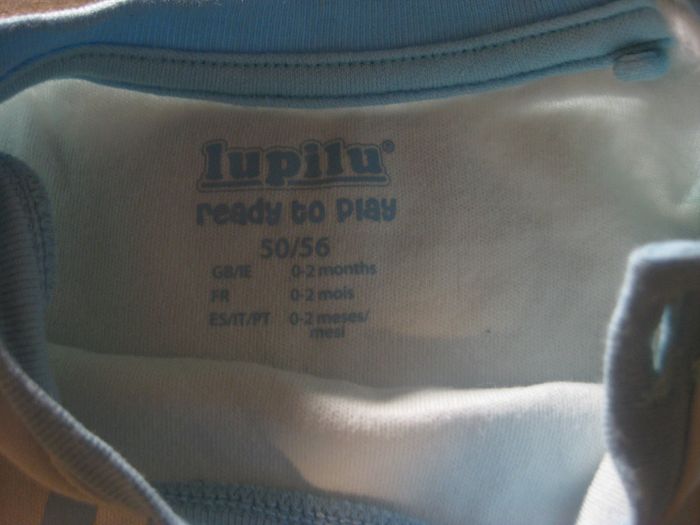 lupilu®
ready to play
50/56
GB/IE 0-2 months
FR 0-2 mois
ES/IT/PT 0-2 meses/
mesi